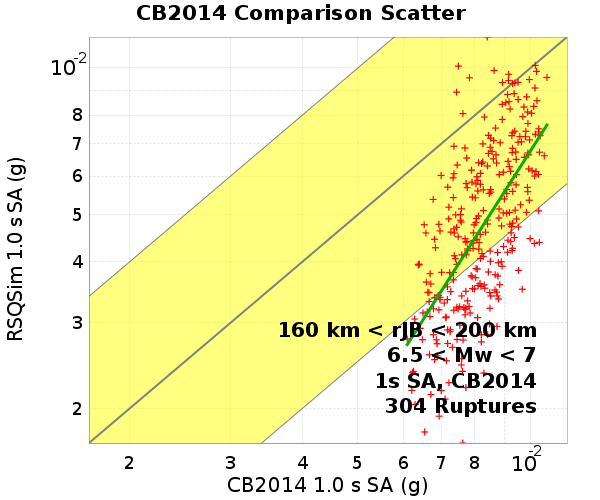 CB2014 Comparison Scatter
RSQSim 1.0 s SA (g)
10-2
8
7
6
5
4
3
2
160 km < rJB < 200 km
6.5 < Mw < 7
1s SA, CB2014
304 Ruptures
2 3 4 5 6 7 8 10-2
CB2014 1.0 s SA (g)